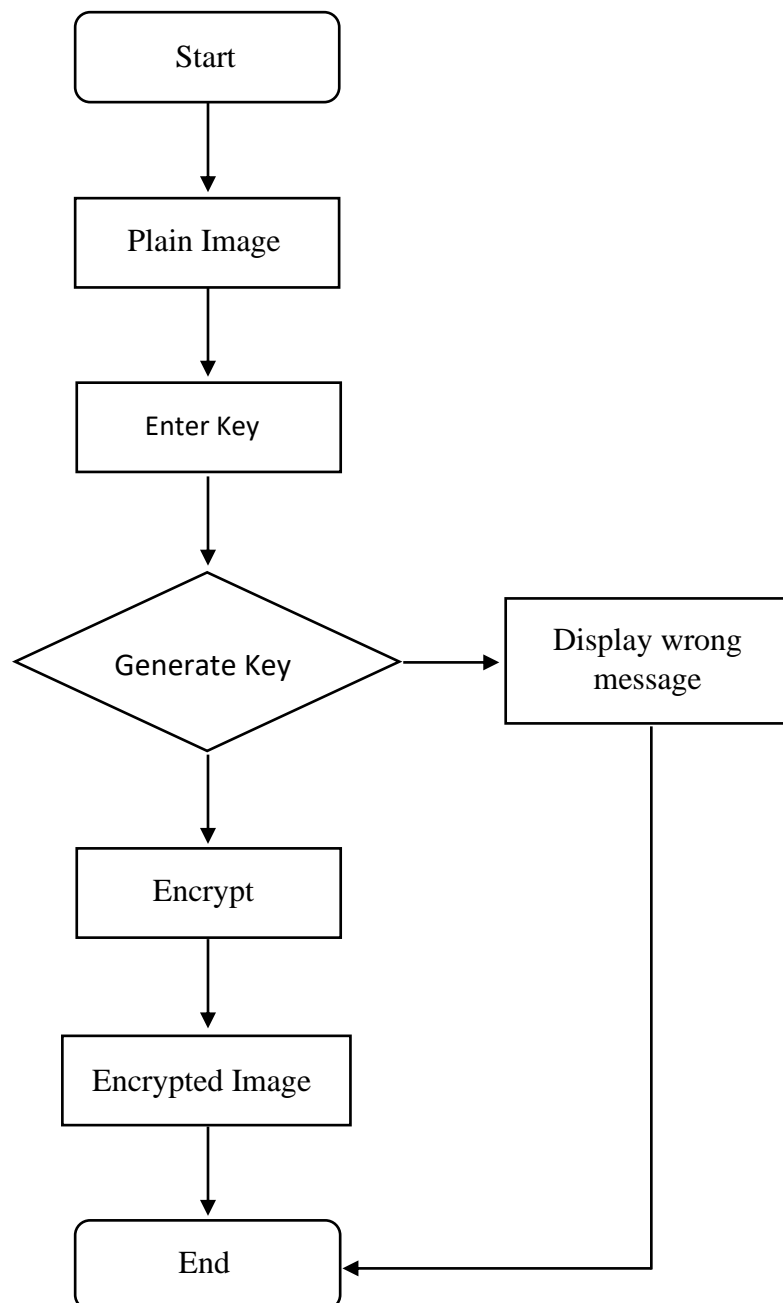 Start
Plain Image
Enter Key
Generate Key
Display wrong
message
Encrypt
Encrypted Image
End